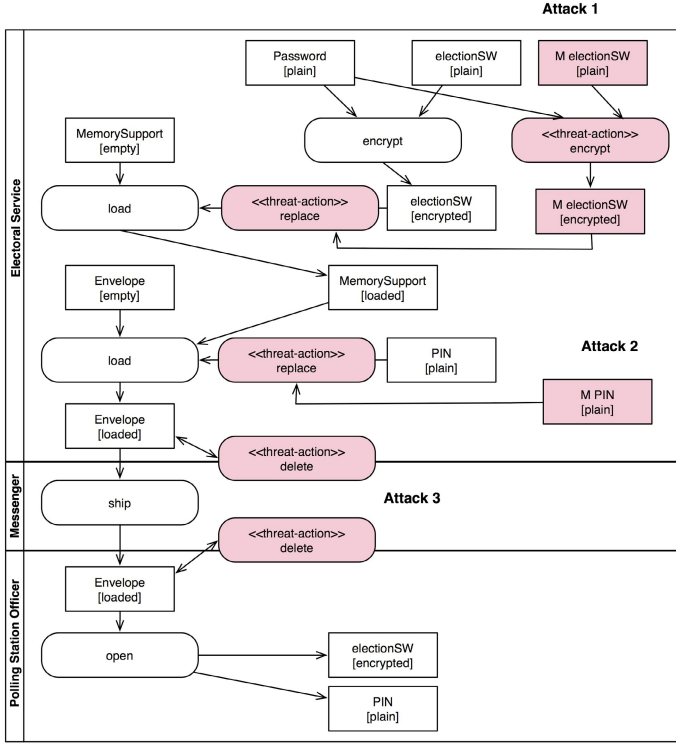 Attack 1
Electoral Service
Password
[plain]
electionSW
[plain]
M electionSW
[plain]
MemorySupport
[empty]
encrypt
<<threat-action>>
encrypt
load
<<threat-action>>
replace
electionSW
[encrypted]
M electionSW
[encrypted]
Envelope
[empty]
MemorySupport
[loaded]
load
<<threat-action>>
replace
PIN
[plain]
Attack 2
M PIN
[plain]
Envelope
[loaded]
<<threat-action>>
delete
Messenger
ship
Attack 3
<<threat-action>>
delete
Polling Station Officer
Envelope
[loaded]
open
electionSW
[encrypted]
PIN
[plain]